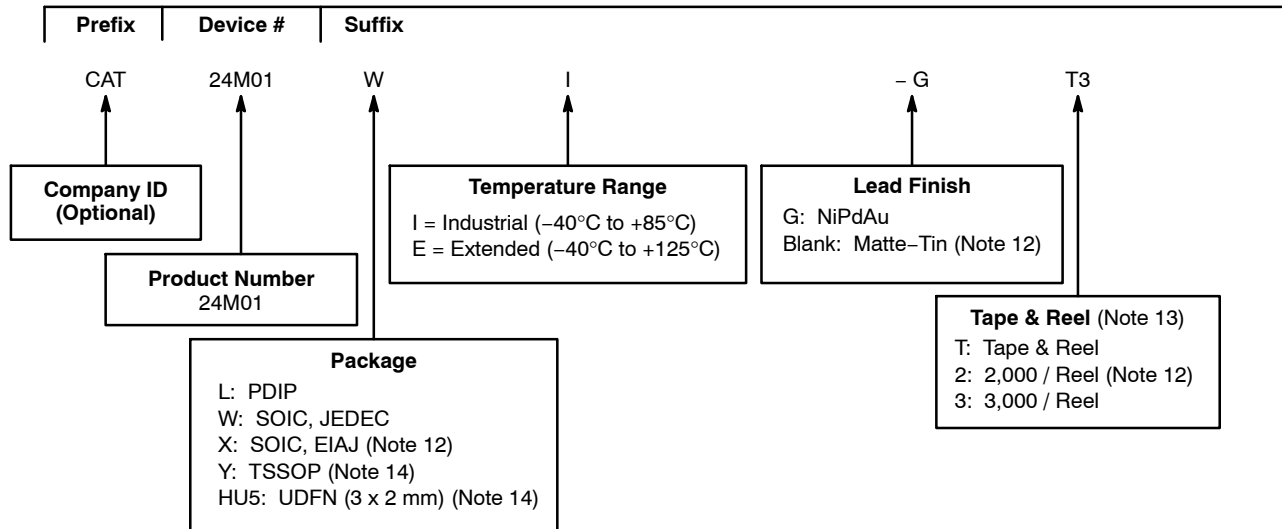 Prefix Device # Suffix
CAT 24M01 W I – G T3
Company ID
(Optional)
Temperature Range
I = Industrial (−40°C to +85°C)
E = Extended (−40°C to +125°C)
Lead Finish
G: NiPdAu
Blank: Matte−Tin (Note 12)
Product Number
24M01
Tape & Reel (Note 13)
T: Tape & Reel
2: 2,000 / Reel (Note 12)
3: 3,000 / Reel
Package
L: PDIP
W: SOIC, JEDEC
X: SOIC, EIAJ (Note 12)
Y: TSSOP (Note 14)
HU5: UDFN (3 x 2 mm) (Note 14)